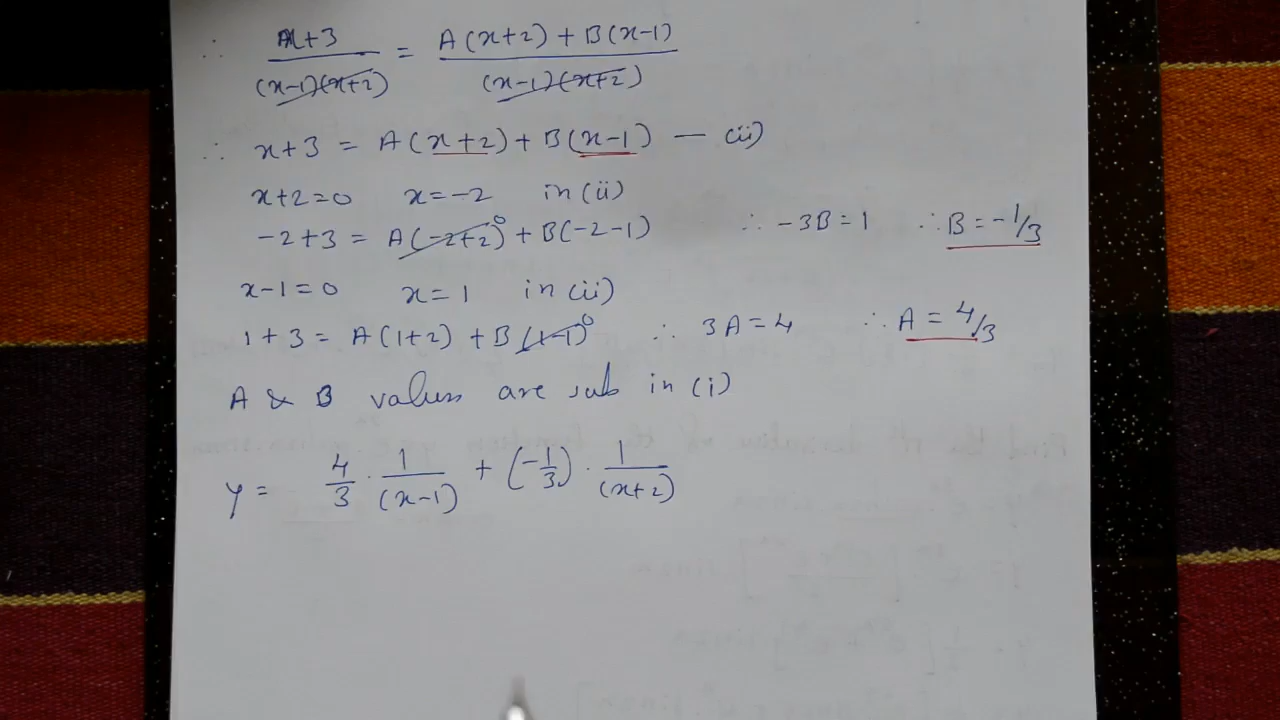 ∴ x+3 / (x-1)(x+2) = A(x+2) + B(x-1) / (x-1)(x+2)
∴ x+3 = A(x+2) + B(x-1) — (ii)
x+2=0 x=-2 in (ii)
-2+3 = A(-2+2)⁰ + B(-2-1) ∴ -3B=1 ∴ B=-1/3
x-1=0 x=1 in (ii)
1+3 = A(1+2) + B(1-1)⁰ ∴ 3A=4 ∴ A=4/3
A & B values are sub in (i)
y = 4/3 · 1/(x-1) + (-1/3) · 1/(x+2)